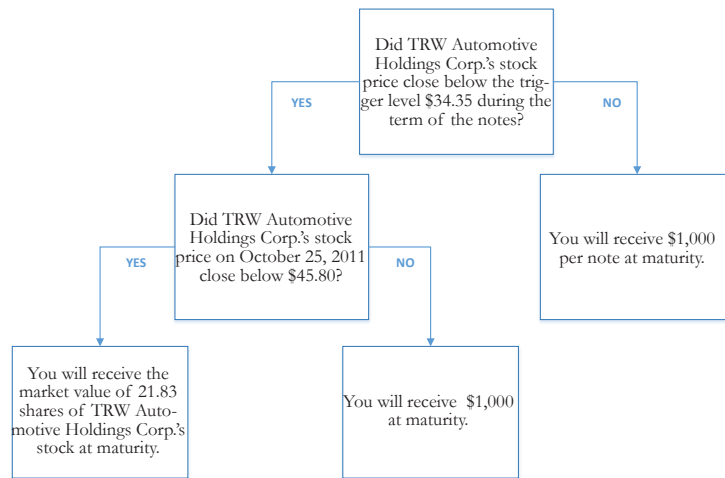 Did TRW Automotive
Holdings Corp.'s stock
price close below the trig-
ger level $34.35 during the
term of the notes?
YES
NO
Did TRW Automotive
Holdings Corp.'s stock
price on October 25, 2011
close below $45.80?
You will receive $1,000
per note at maturity.
YES
NO
You will receive the
market value of 21.83
shares of TRW Auto-
motive Holdings Corp.'s
stock at maturity.
You will receive $1,000
at maturity.